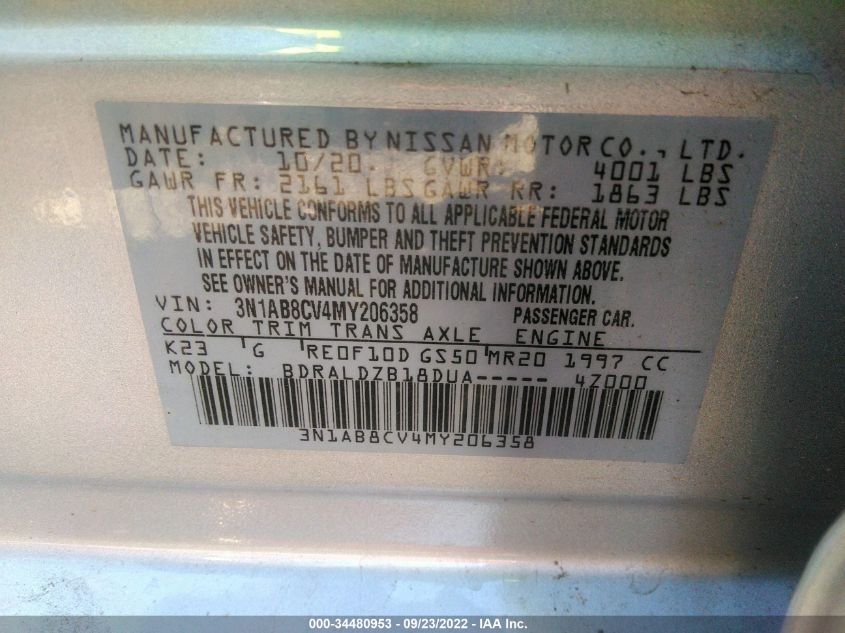 MANUFACTURED BY NISSAN MOTOR CO., LTD.
DATE: 10/20 GVWR: 4001 LBS
GAWR FR: 2161 LBS GAWR RR: 1863 LBS
THIS VEHICLE CONFORMS TO ALL APPLICABLE FEDERAL MOTOR
VEHICLE SAFETY, BUMPER AND THEFT PREVENTION STANDARDS
IN EFFECT ON THE DATE OF MANUFACTURE SHOWN ABOVE.
SEE OWNER'S MANUAL FOR ADDITIONAL INFORMATION.
VIN: 3N1AB8CV4MY206358 PASSENGER CAR.
COLOR TRIM TRANS AXLE ENGINE
K23 G RE0F10D GS50 MR20 1997 CC
MODEL: BDRALDZB18DUA----- 4Z000
3N1AB8CV4MY206358
000-34480953 - 09/23/2022 - IAA Inc.